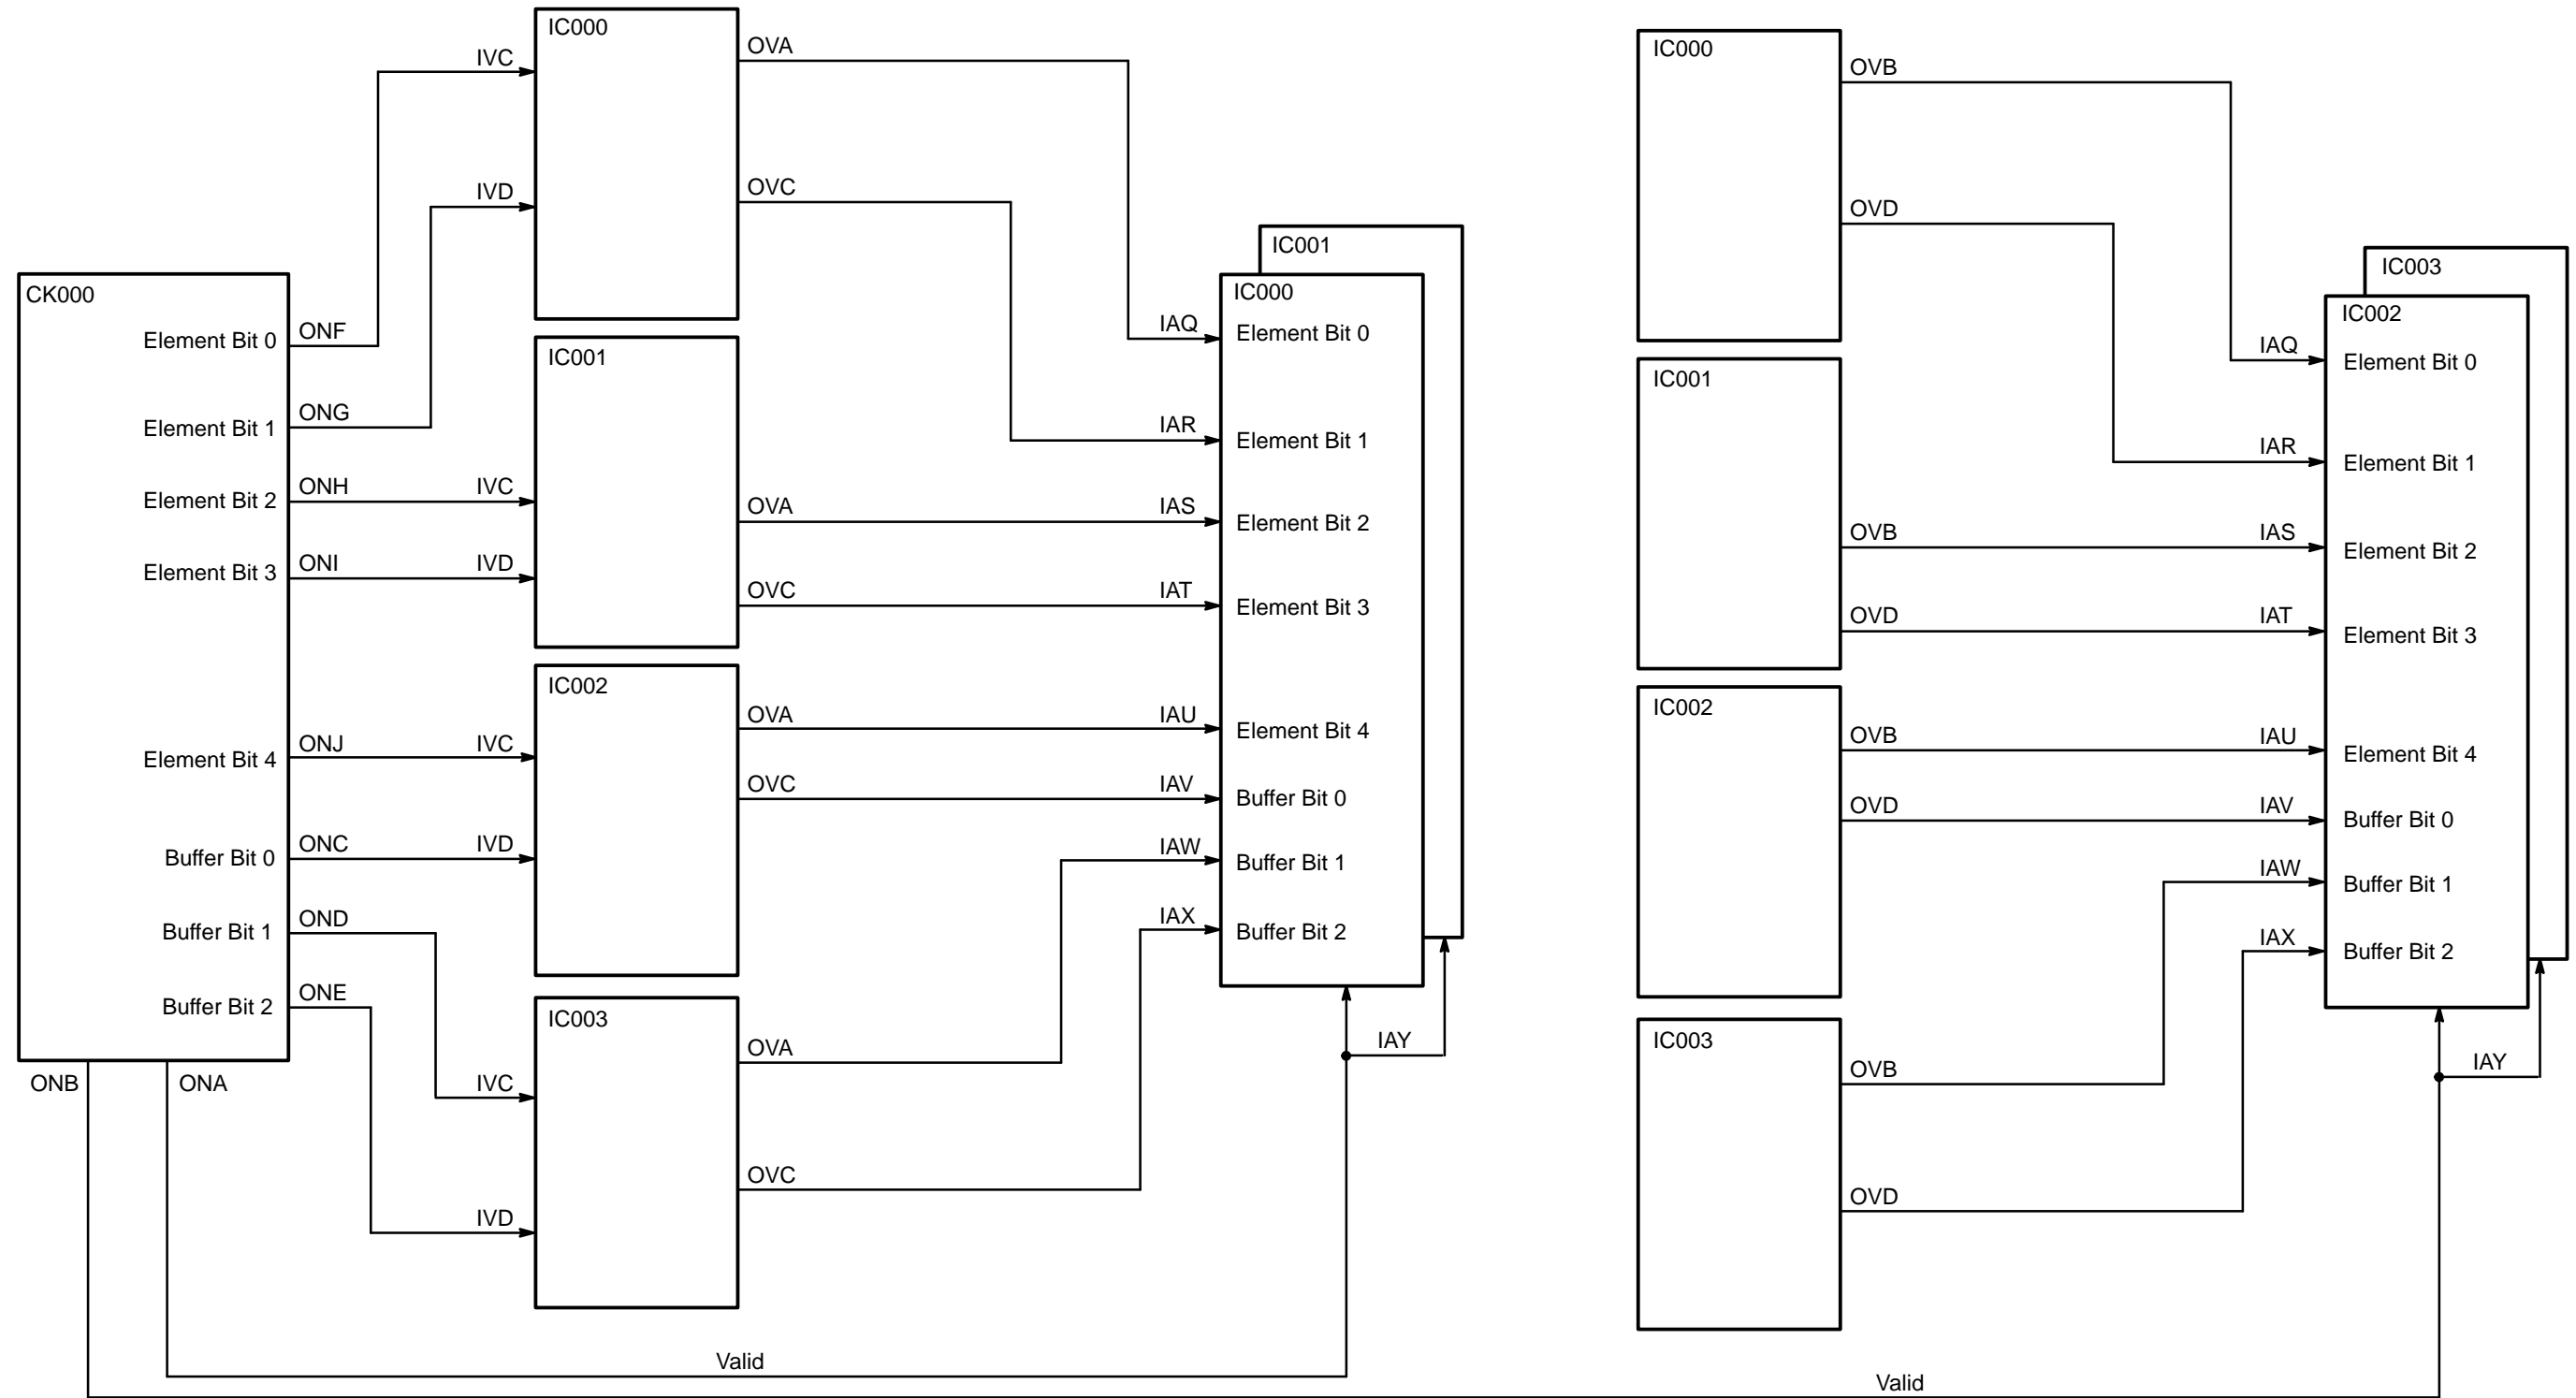 IC000
IVC
OVA
IVD
OVC
CK000
Element Bit 0
ONF
Element Bit 1
ONG
Element Bit 2
ONH
IVC
Element Bit 3
ONI
IVD
Element Bit 4
ONJ
IVC
Buffer Bit 0
ONC
IVD
Buffer Bit 1
OND
Buffer Bit 2
ONE
ONB
ONA
IVC
IVD
IC001
OVA
OVC
IC002
OVA
OVC
IC003
OVA
OVC
IC001
IC000
IAQ
Element Bit 0
IAR
Element Bit 1
IAS
Element Bit 2
IAT
Element Bit 3
IAU
Element Bit 4
IAV
Buffer Bit 0
IAW
Buffer Bit 1
IAX
Buffer Bit 2
IAY
Valid
IC000
OVB
OVD
IC001
OVB
OVD
IC002
OVB
OVD
IC003
OVB
OVD
IC003
IC002
IAQ
Element Bit 0
IAR
Element Bit 1
IAS
Element Bit 2
IAT
Element Bit 3
IAU
Element Bit 4
IAV
Buffer Bit 0
IAW
Buffer Bit 1
IAX
Buffer Bit 2
IAY
Valid